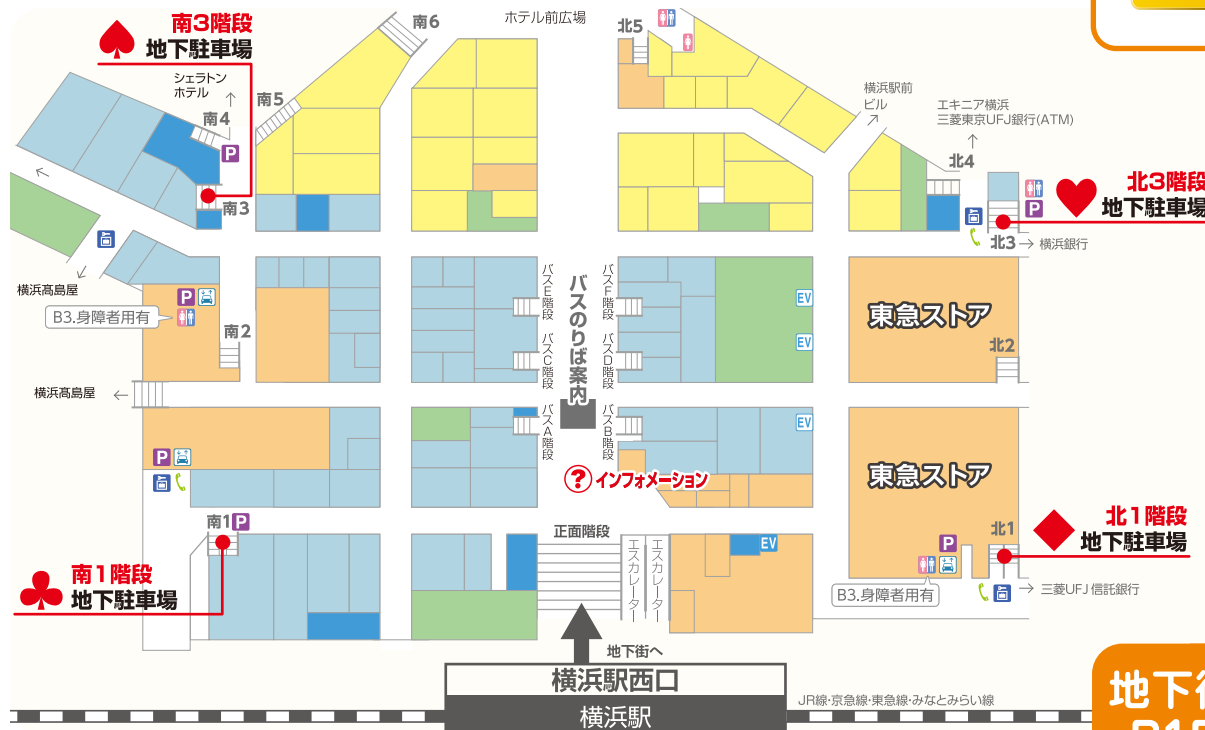 ホテル前広場
南3階段
地下駐車場
南6
北5
シェラトン
ホテル
南5
南4
P
南3
横浜駅前
ビル
エキニア横浜
三菱東京UFJ銀行(ATM)
北4
北3階段
地下駐車場
P
北3
横浜銀行
横浜髙島屋
B3.身障者用有
P
南2
横浜髙島屋
バスE階段
バスF階段
バスC階段
バスD階段
バスA階段
バスB階段
バスのりば案内
EV
EV
EV
東急ストア
北2
東急ストア
P
? インフォメーション
南1
P
正面階段
エスカレーター
エスカレーター
EV
P
北1
北1階段
地下駐車場
B3.身障者用有
三菱UFJ信託銀行
南1階段
地下駐車場
地下街へ
横浜駅西口
横浜駅
JR線・京急線・東急線・みなとみらい線
地下